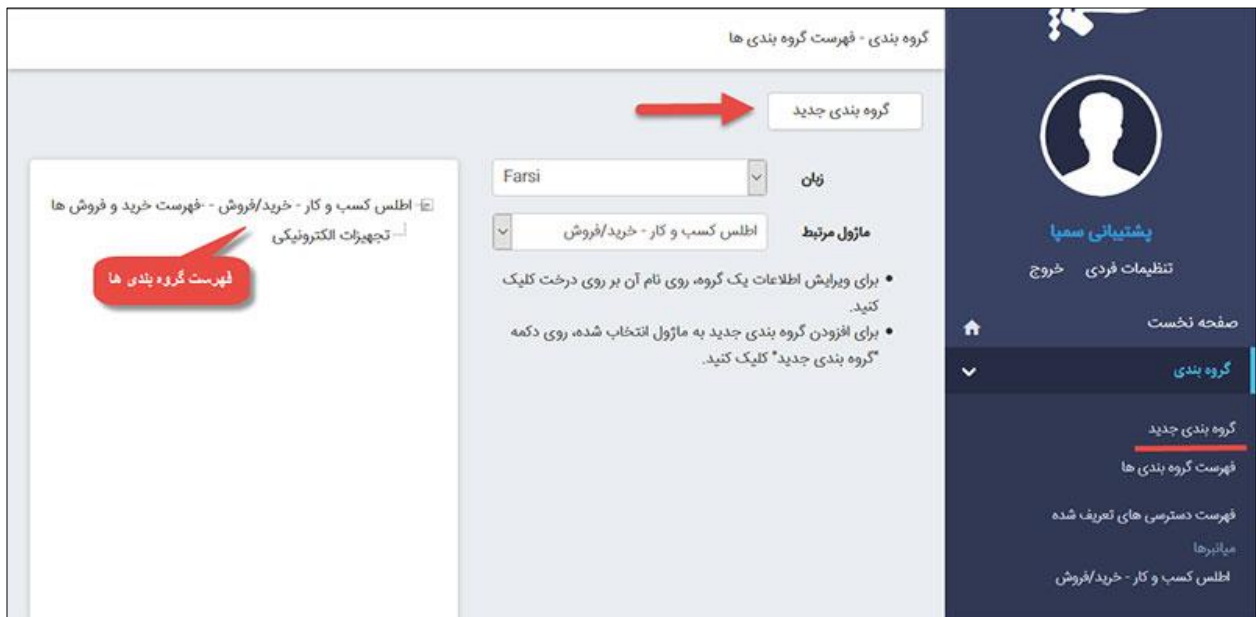 گروه بندی - فهرست گروه بندی ها
گروه بندی جدید
زبان
Farsi
ماژول مرتبط
اطلس کسب و کار - خرید/فروش
• برای ویرایش اطلاعات یک گروه، روی نام آن بر روی درخت کلیک
کنید.
• برای افزودن گروه بندی جدید به ماژول انتخاب شده، روی دکمه
"گروه بندی جدید" کلیک کنید.
اطلس کسب و کار - خرید/فروش - -فهرست خرید و فروش ها
تجهیزات الکترونیکی
فهرست گروه بندی ها
پشتیبانی سمپا
تنظیمات فردی خروج
صفحه نخست
گروه بندی
گروه بندی جدید
فهرست گروه بندی ها
فهرست دسترسی های تعریف شده
میانبرها
اطلس کسب و کار - خرید/فروش